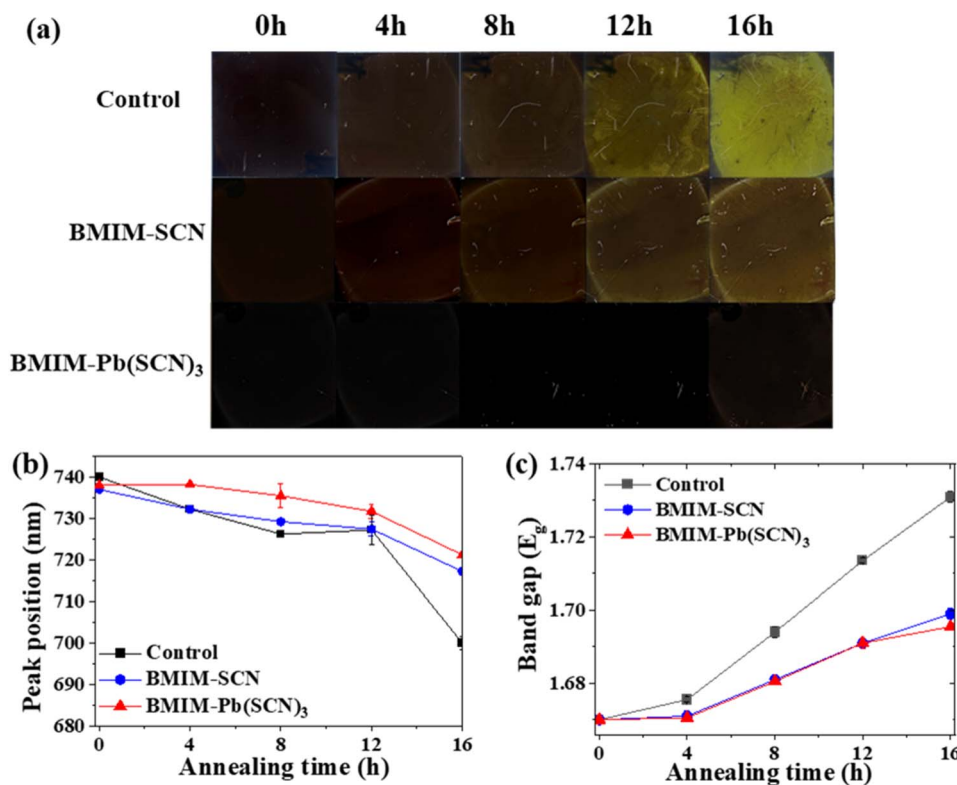 (a)
0h 4h 8h 12h 16h
Control
BMIM-SCN
BMIM-Pb(SCN)₃
(b)
740
730
720
710
700
690
680
Peak position (nm)
Control
BMIM-SCN
BMIM-Pb(SCN)₃
0 4 8 12 16
Annealing time (h)
(c)
1.74
1.72
1.70
1.68
Band gap (E_g)
Control
BMIM-SCN
BMIM-Pb(SCN)₃
0 4 8 12 16
Annealing time (h)